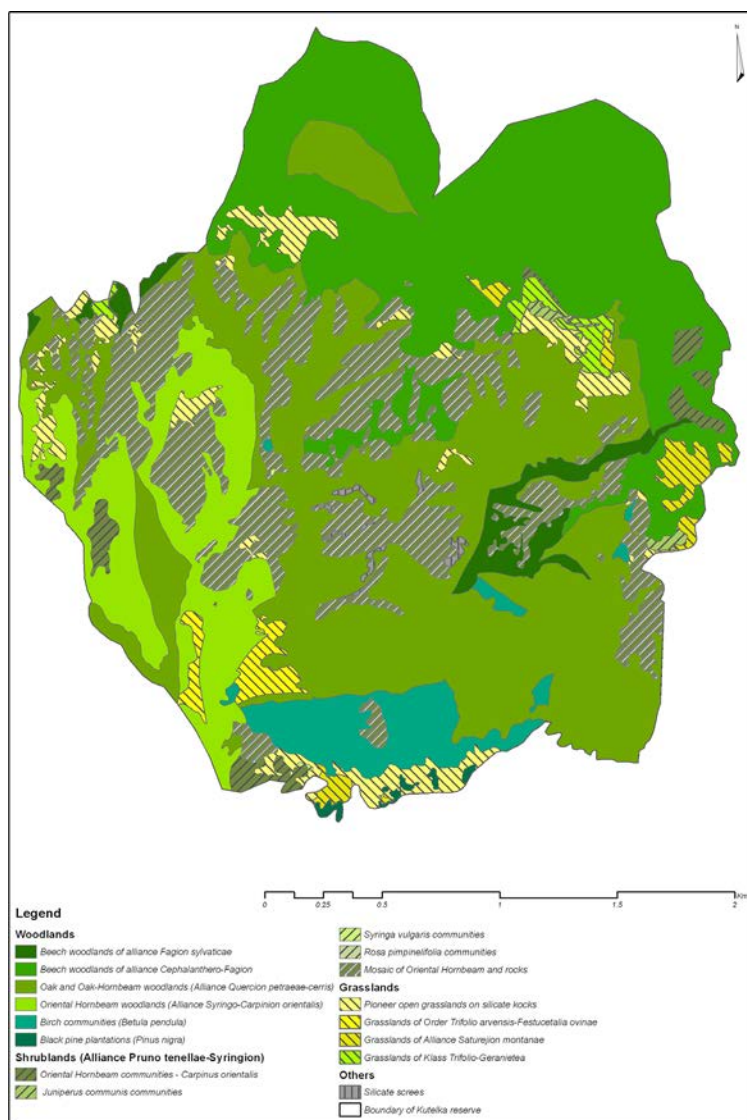 N
Km
0 0.25 0.5 1 1.5 2
Legend
Woodlands
Beech woodlands of alliance Fagion sylvaticae
Beech woodlands of alliance Cephalanthero-Fagion
Oak and Oak-Hornbeam woodlands (Alliance Quercion petraeae-cerris)
Oriental Hornbeam woodlands (Alliance Syringo-Carpinion orientalis)
Birch communities (Betula pendula)
Black pine plantations (Pinus nigra)
Shrublands (Alliance Pruno tenellae-Syringion)
Oriental Hornbeam communities - Carpinus orientalis
Juniperus communis communities
Syringa vulgaris communities
Rosa pimpinelifolia communities
Mosaic of Oriental Hornbeam and rocks
Grasslands
Pioneer open grasslands on silicate kocks
Grasslands of Order Trifolio arvensis-Festucetalia ovinae
Grasslands of Alliance Saturejion montanae
Grasslands of Klass Trifolio-Geranietea
Others
Silicate screes
Boundary of Kutelka reserve